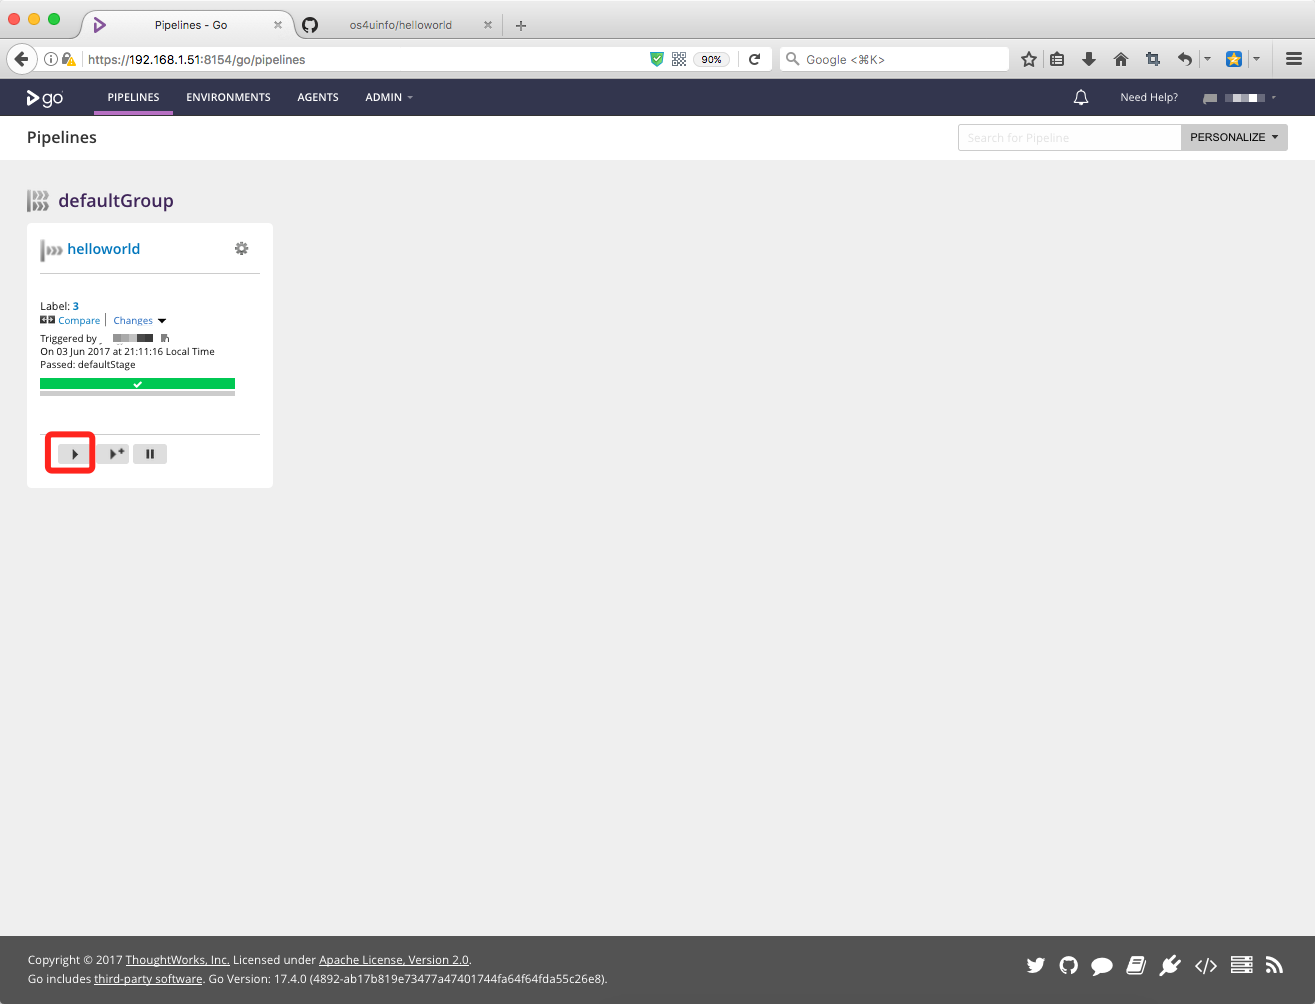 Pipelines - Go
os4uinfo/helloworld
https://192.168.1.51:8154/go/pipelines
90%
Google <⌘K>
go
PIPELINES
ENVIRONMENTS
AGENTS
ADMIN
Need Help?
Pipelines
Search for Pipeline
PERSONALIZE
defaultGroup
helloworld
Label: 3
Compare | Changes
Triggered by
On 03 Jun 2017 at 21:11:16 Local Time
Passed: defaultStage
Copyright © 2017 ThoughtWorks, Inc. Licensed under Apache License, Version 2.0.
Go includes third-party software. Go Version: 17.4.0 (4892-ab17b819e73477a47401744fa64f64fda55c26e8).